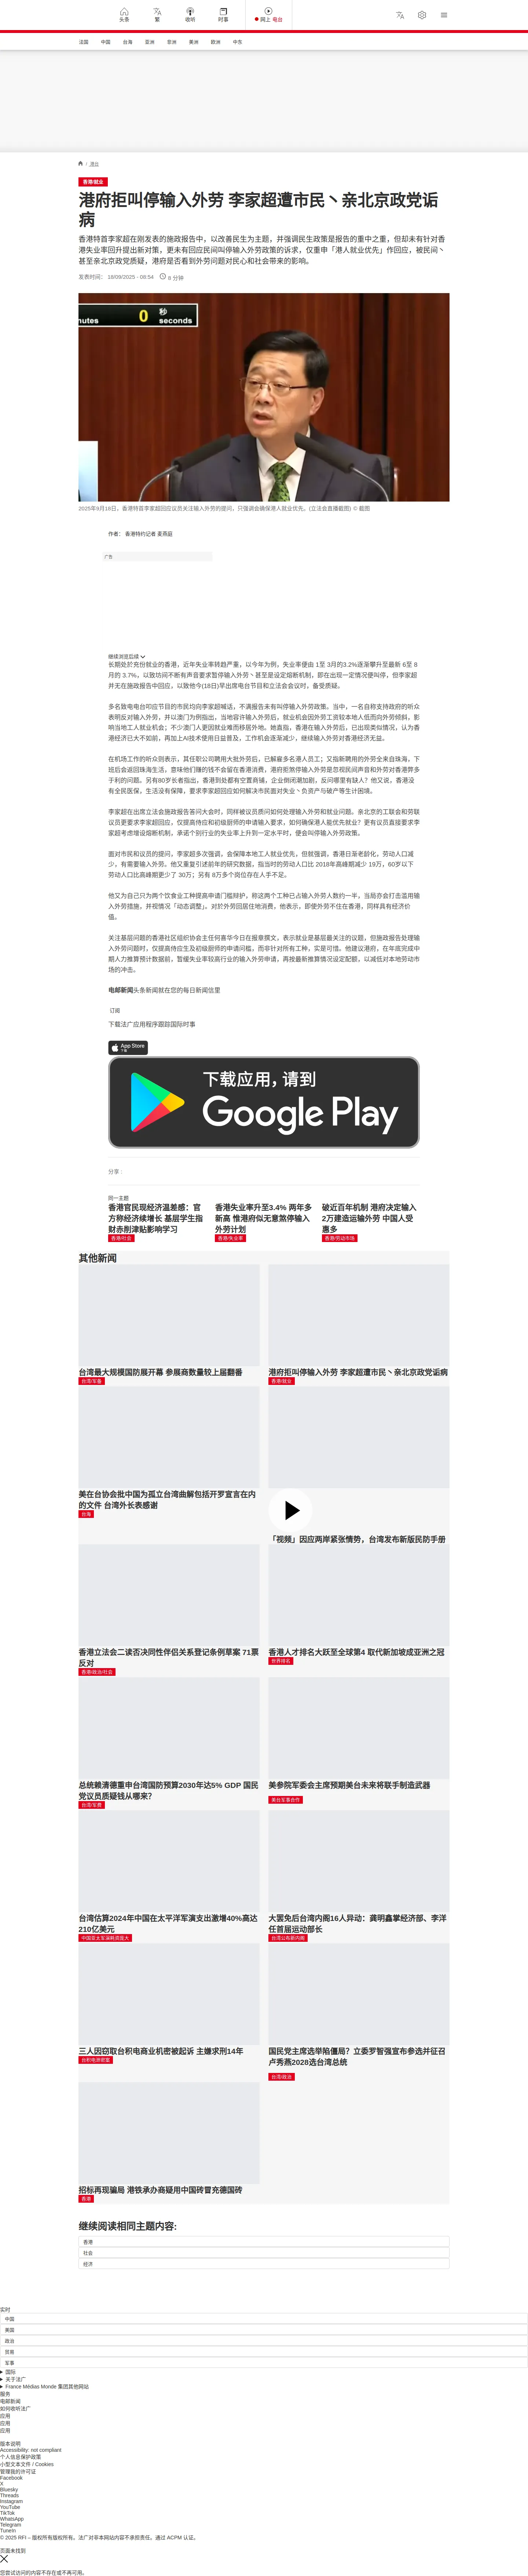 头条
繁
收听
时事
网上 电台
法国
中国
台海
亚洲
非洲
美洲
欧洲
中东
/ 港台
香港/就业
港府拒叫停输入外劳 李家超遭市民丶亲北京政党诟
病
香港特首李家超在刚发表的施政报告中，以改善民生为主题，并强调民生政策是报告的重中之重，但却未有针对香
港失业率回升提出新对策，更未有回应民间叫停输入外劳政策的诉求，仅重申「港人就业优先」作回应，被民间丶
甚至亲北京政党质疑，港府是否看到外劳问题对民心和社会带来的影响。
发表时间： 18/09/2025 - 08:54
8 分钟
nutes
0
秒
seconds
2025年9月18日，香港特首李家超回应议员关注输入外劳的提问，只强调会确保港人就业优先。(立法会直播截图) © 截图
作者： 香港特约记者 麦燕庭
广告
继续浏览后续
长期处於充份就业的香港，近年失业率转趋严重，以今年为例，失业率便由 1至 3月的3.2%逐渐攀升至最新 6至 8
月的 3.7%，以致坊间不断有声音要求暂停输入外劳丶甚至是设定熔断机制，即在出现一定情况便叫停，但李家超
并无在施政报告中回应，以致他今(18日)早出席电台节目和立法会会议时，备受质疑。
多名致电电台叩应节目的市民均向李家超喊话，不满报告未有叫停输入外劳政策。当中，一名自称支持政府的听众
表明反对输入外劳，并以澳门为例指出，当地容许输入外劳后，就业机会因外劳工资较本地人低而向外劳倾斜，影
响当地人工就业机会；不少澳门人更因就业难而移居外地。她直指，香港在输入外劳后，已出现类似情况，认为香
港经济已大不如前，再加上AI技术使用日益普及，工作机会逐渐减少，继续输入外劳对香港经济无益。
在机场工作的听众则表示，其任职公司聘用大批外劳后，已解雇多名港人员工；又指新聘用的外劳全来自珠海，下
班后会返回珠海生活，意味他们赚的钱不会留在香港消费，港府拒煞停输入外劳是忽视民间声音和外劳对香港弊多
于利的问题。另有80岁长者指出，香港到处都有空置商铺、企业倒闭潮加剧，反问哪里有缺人？他又说，香港没
有全民医保，生活没有保障，要求李家超回应如何解决市民面对失业丶负资产与破产等生计困境。
李家超在出席立法会施政报告答问大会时，同样被议员质问如何处理输入外劳和就业问题。亲北京的工联会和劳联
议员更要求李家超回应，仅提高侍应和初级厨师的申请输入要求，如何确保港人能优先就业？更有议员直接要求李
家超考虑增设熔断机制，承诺个别行业的失业率上升到一定水平时，便会叫停输入外劳政策。
面对市民和议员的提问，李家超多次强调，会保障本地工人就业优先，但就强调，香港日渐老龄化，劳动人口减
少，有需要输入外劳。他又重复引述前年的研究数据，指当时的劳动人口比 2018年高峰期减少 19万，60岁以下
劳动人口比高峰期更少了 30万；另有 8万多个岗位存在人手不足。
他又为自己只为两个饮食业工种提高申请门槛辩护，称这两个工种已占输入外劳人数约一半，当局亦会打击滥用输
入外劳措施，并视情况「动态调整」。对於外劳回居住地消费，他表示，即使外劳不住在香港，同样具有经济价
值。
关注基层问题的香港社区组织协会主任何喜华今日在报章撰文，表示就业是基层最关注的议题，但施政报告处理输
入外劳问题时，仅提高侍应生及初级厨师的申请问槛，而非针对所有工种，实是可惜。他建议港府，在年底完成中
期人力推算预计数据前，暂缓失业率较高行业的输入外劳申请，再按最新推算情况设定配额，以减低对本地劳动市
场的冲击。
电邮新闻头条新闻就在您的每日新闻信里
订阅
下载法广应用程序跟踪国际时事
App Store
下载应用，请到
Google Play
分享 :
同一主题
香港官民现经济温差感：官
方称经济续增长 基层学生指
财赤削津贴影响学习
香港/社会
香港失业率升至3.4% 两年多
新高 惟港府似无意煞停输入
外劳计划
香港/失业率
破近百年机制 港府决定输入
2万建造运输外劳 中国人受
惠多
香港/劳动市场
其他新闻
台湾最大规模国防展开幕 参展商数量较上届翻番
台湾/军备
港府拒叫停输入外劳 李家超遭市民丶亲北京政党诟病
香港/就业
美在台协会批中国为孤立台湾曲解包括开罗宣言在内
的文件 台湾外长表感谢
台海
「视频」因应两岸紧张情势，台湾发布新版民防手册
香港立法会二读否决同性伴侣关系登记条例草案 71票
反对
香港/政治/社会
香港人才排名大跃至全球第4 取代新加坡成亚洲之冠
世界排名
总统赖清德重申台湾国防预算2030年达5% GDP 国民
党议员质疑钱从哪来?
台湾/军费
美参院军委会主席预期美台未来将联手制造武器
美台军事合作
台湾估算2024年中国在太平洋军演支出激增40%高达
210亿美元
中国亚太军演耗资庞大
大罢免后台湾内阁16人异动：龚明鑫掌经济部、李洋
任首届运动部长
台湾公布新内阁
三人因窃取台积电商业机密被起诉 主嫌求刑14年
台积电泄密案
国民党主席选举陷僵局？立委罗智强宣布参选并征召
卢秀燕2028选台湾总统
台湾/政治
招标再现骗局 港铁承办商疑用中国砖冒充德国砖
香港
继续阅读相同主题内容:
香港
社会
经济
实时
中国
美国
政治
贸易
军事
国际
关于法广
France Médias Monde 集团其他网站
服务
电邮新闻
如何收听法广
应用
应用
应用
版本说明
Accessibility: not compliant
个人信息保护政策
小型文本文件 / Cookies
管理我的许可证
Facebook
X
Bluesky
Threads
Instagram
YouTube
TikTok
WhatsApp
Telegram
TuneIn
© 2025 RFI – 版权所有版权所有。法广对非本网站内容不承担责任。通过 ACPM 认证。
页面未找到
您尝试访问的内容不存在或不再可用。